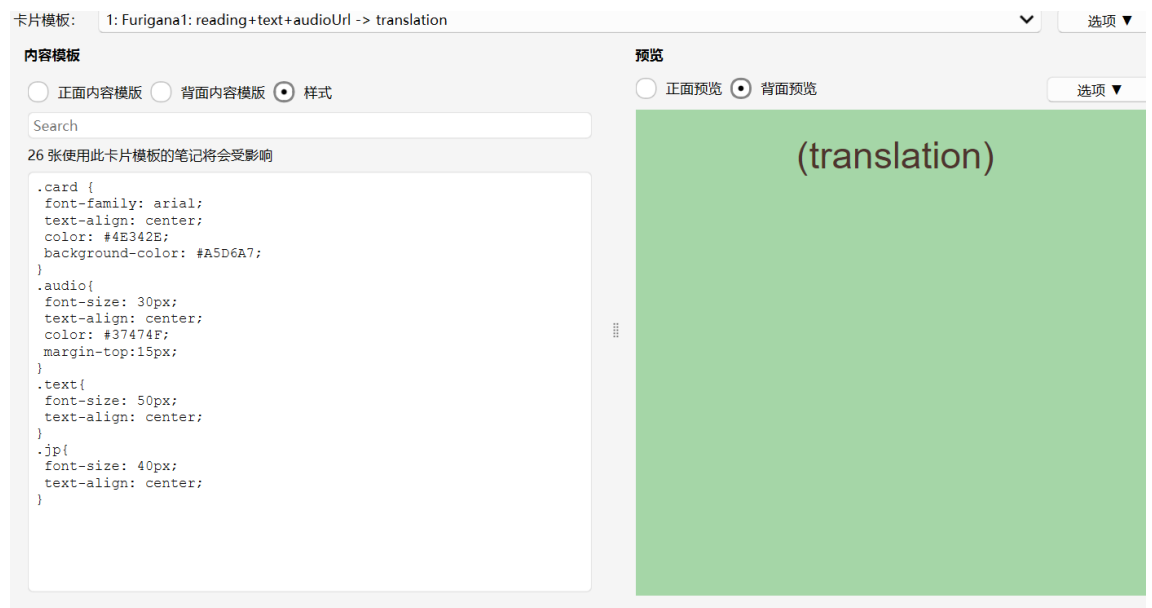 卡片模板： 1: Furigana1: reading+text+audioUrl -> translation 选项 ▼
内容模板
正面内容模版 背面内容模版 样式
Search
26 张使用此卡片模板的笔记将会受影响
.card {
 font-family: arial;
 text-align: center;
 color: #4E342E;
 background-color: #A5D6A7;
}
.audio{
 font-size: 30px;
 text-align: center;
 color: #37474F;
 margin-top:15px;
}
.text{
 font-size: 50px;
 text-align: center;
}
.jp{
 font-size: 40px;
 text-align: center;
}
预览
正面预览 背面预览 选项 ▼
(translation)